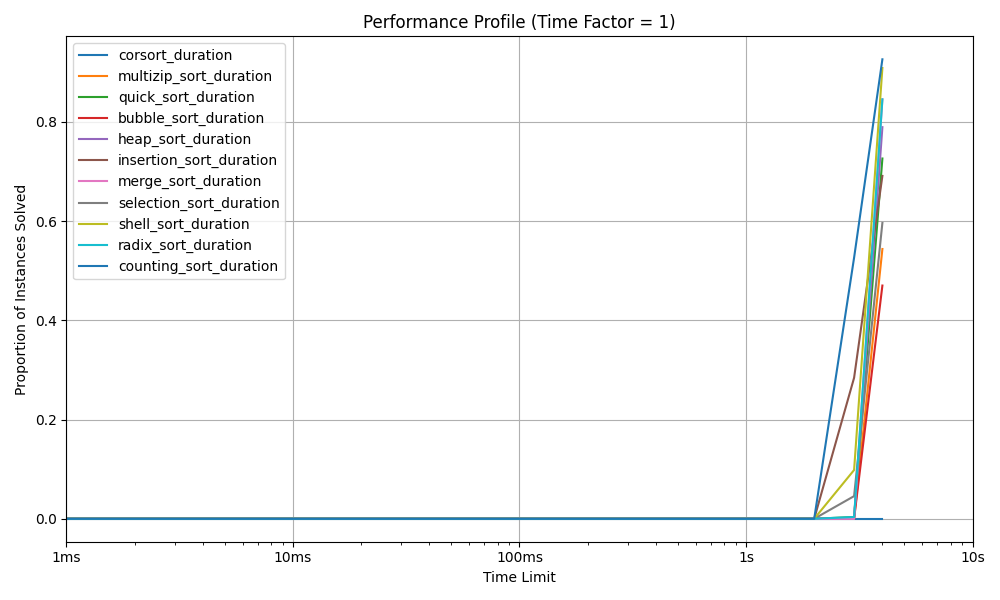 Performance Profile (Time Factor = 1)
corsort_duration
multizip_sort_duration
quick_sort_duration
bubble_sort_duration
heap_sort_duration
insertion_sort_duration
merge_sort_duration
selection_sort_duration
shell_sort_duration
radix_sort_duration
counting_sort_duration
Proportion of Instances Solved
0.8
0.6
0.4
0.2
0.0
1ms 10ms 100ms 1s 10s
Time Limit